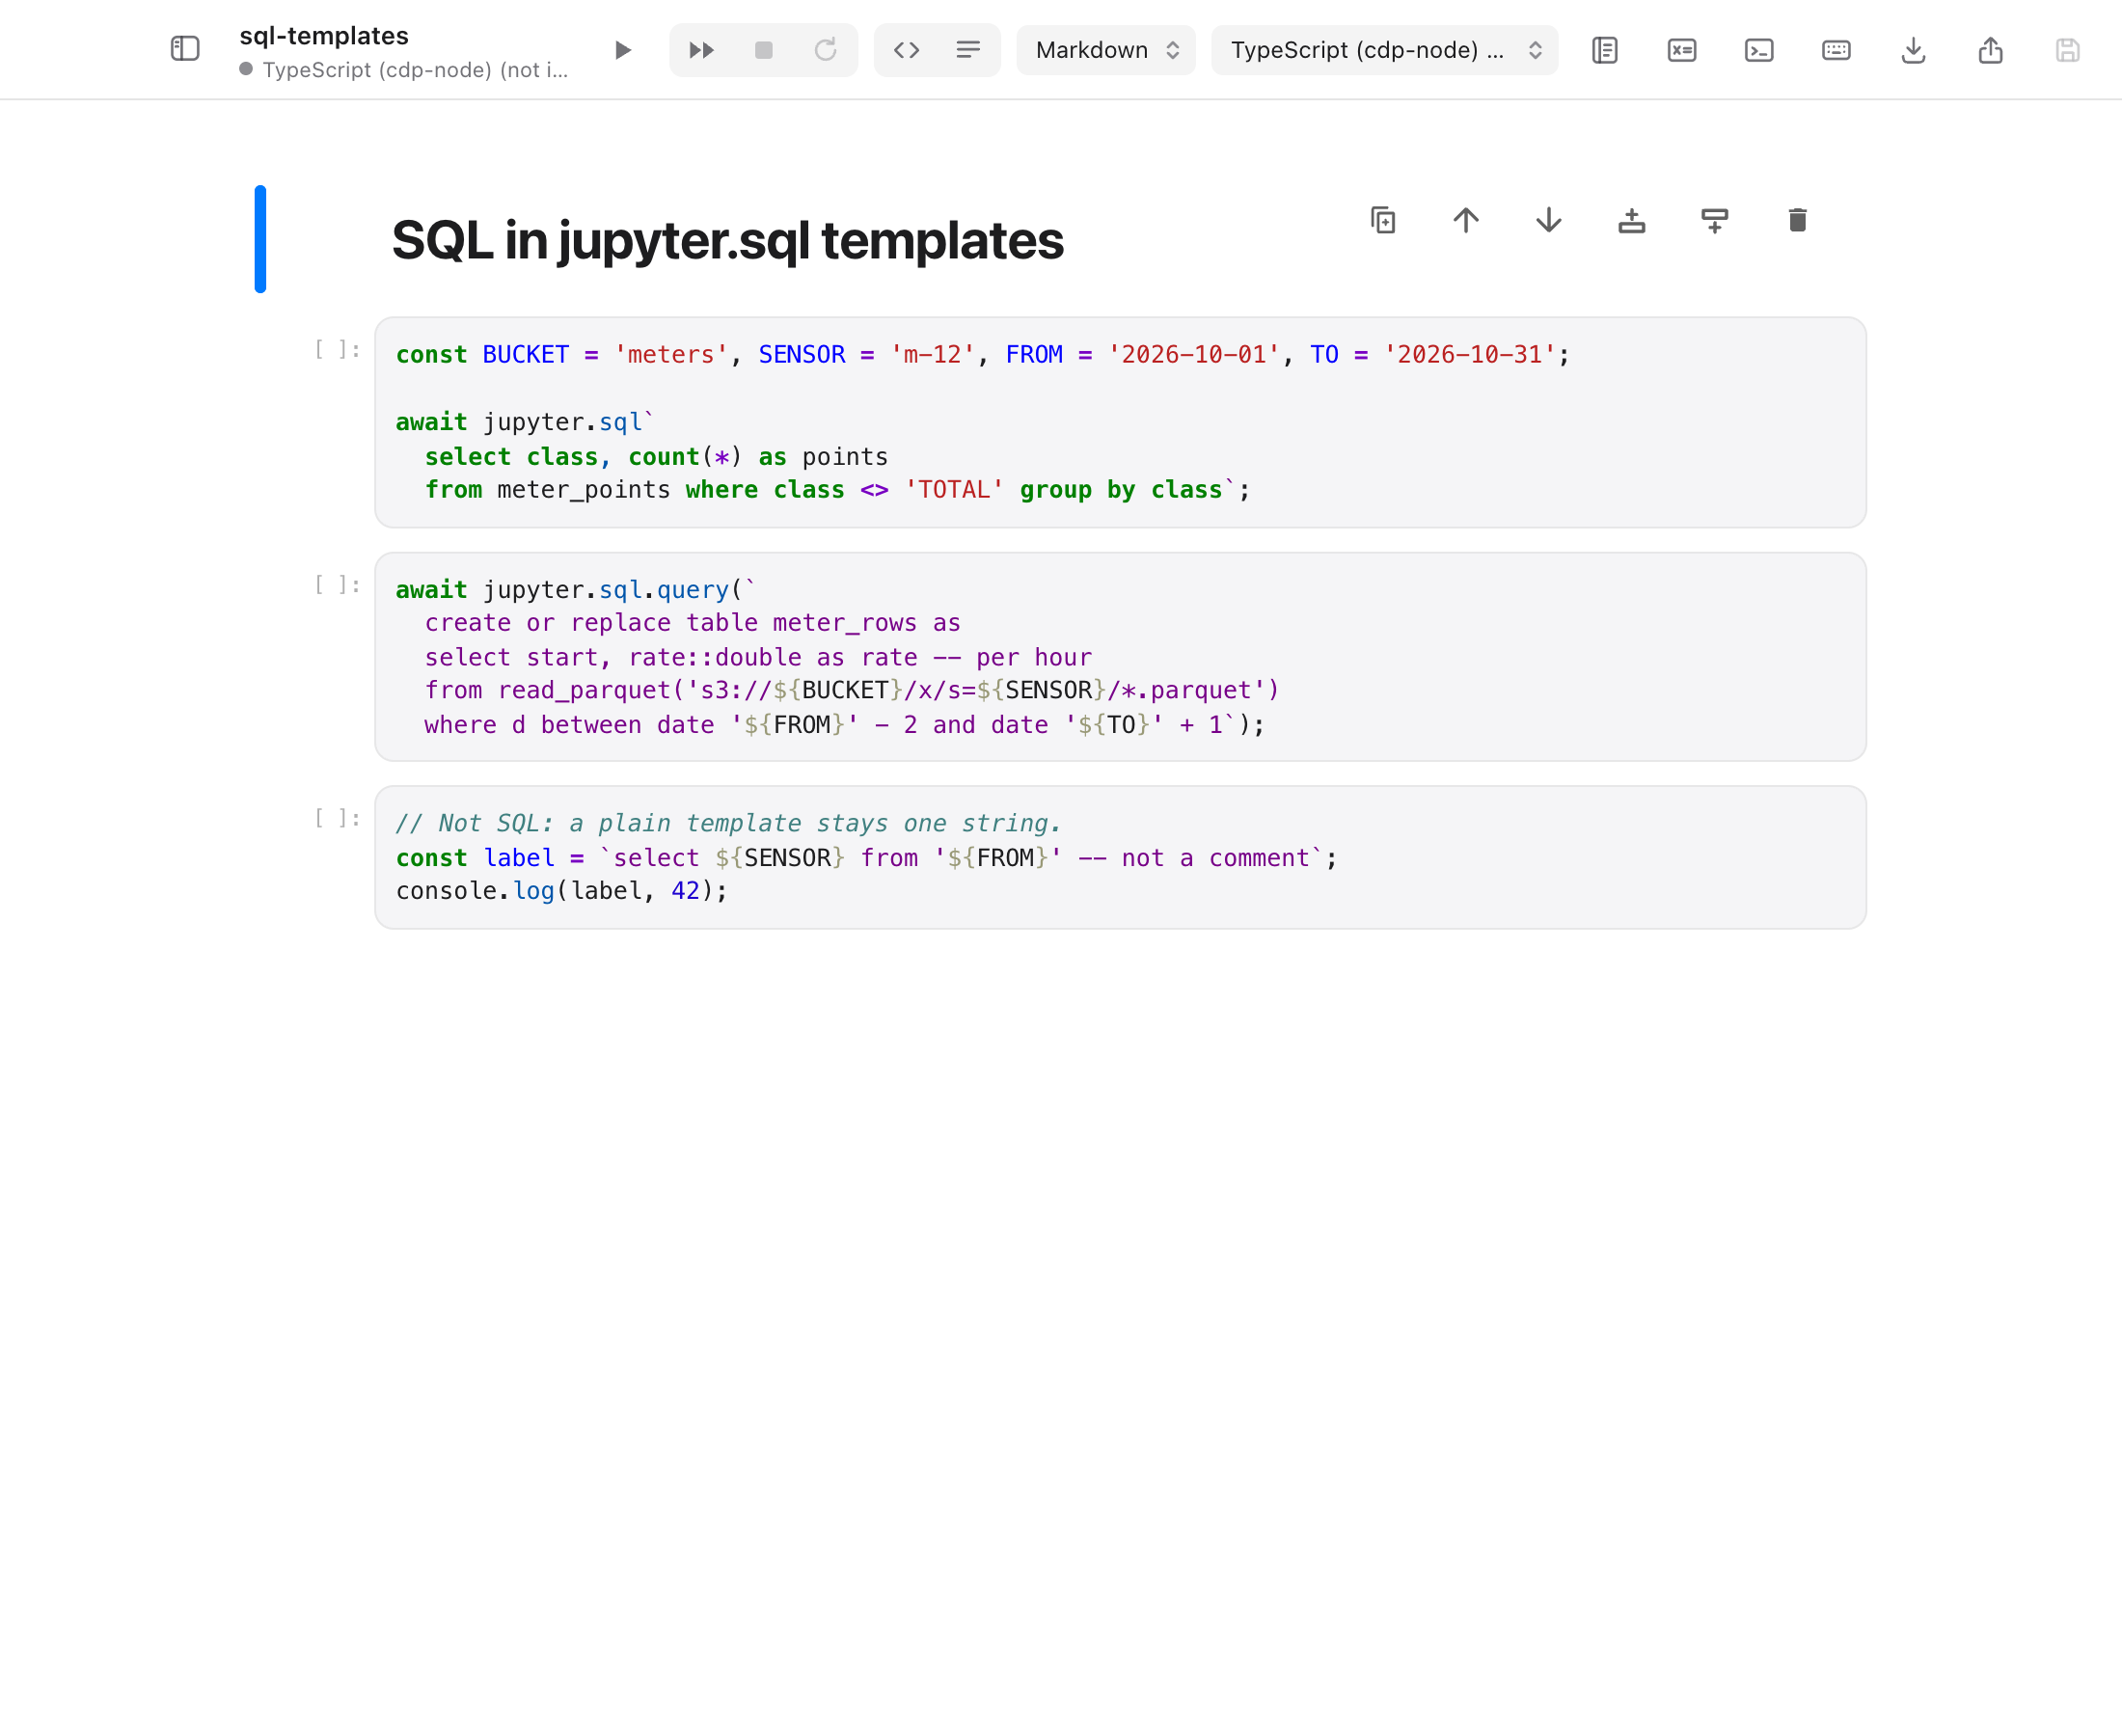 sql-templates
TypeScript (cdp-node) (not i...
Markdown
TypeScript (cdp-node) ...
SQL in jupyter.sql templates
[ ]:
const BUCKET = 'meters', SENSOR = 'm-12', FROM = '2026-10-01', TO = '2026-10-31';
await jupyter.sql`
  select class, count(*) as points
  from meter_points where class <> 'TOTAL' group by class`;
[ ]:
await jupyter.sql.query(`
  create or replace table meter_rows as
  select start, rate::double as rate -- per hour
  from read_parquet('s3://${BUCKET}/x/s=${SENSOR}/*.parquet')
  where d between date '${FROM}' - 2 and date '${TO}' + 1`);
[ ]:
// Not SQL: a plain template stays one string.
const label = `select ${SENSOR} from '${FROM}' -- not a comment`;
console.log(label, 42);